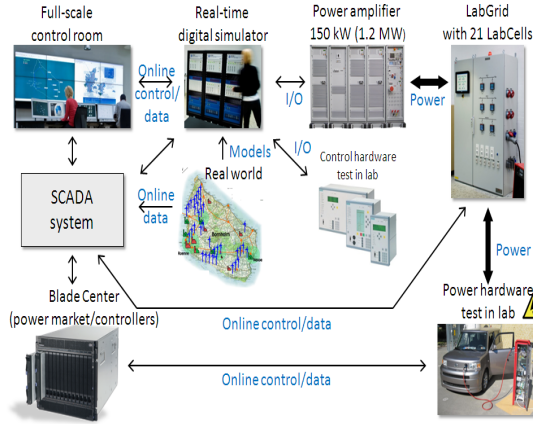 Full-scale
control room
Real-time
digital simulator
Power amplifier
150 kW (1.2 MW)
LabGrid
with 21 LabCells
Online
control/
data
I/O
Power
Models
I/O
Control hardware
test in lab
Real world
Online
data
SCADA
system
Power
Blade Center
(power market/controllers)
Power hardware
test in lab
Online control/data
Online control/data